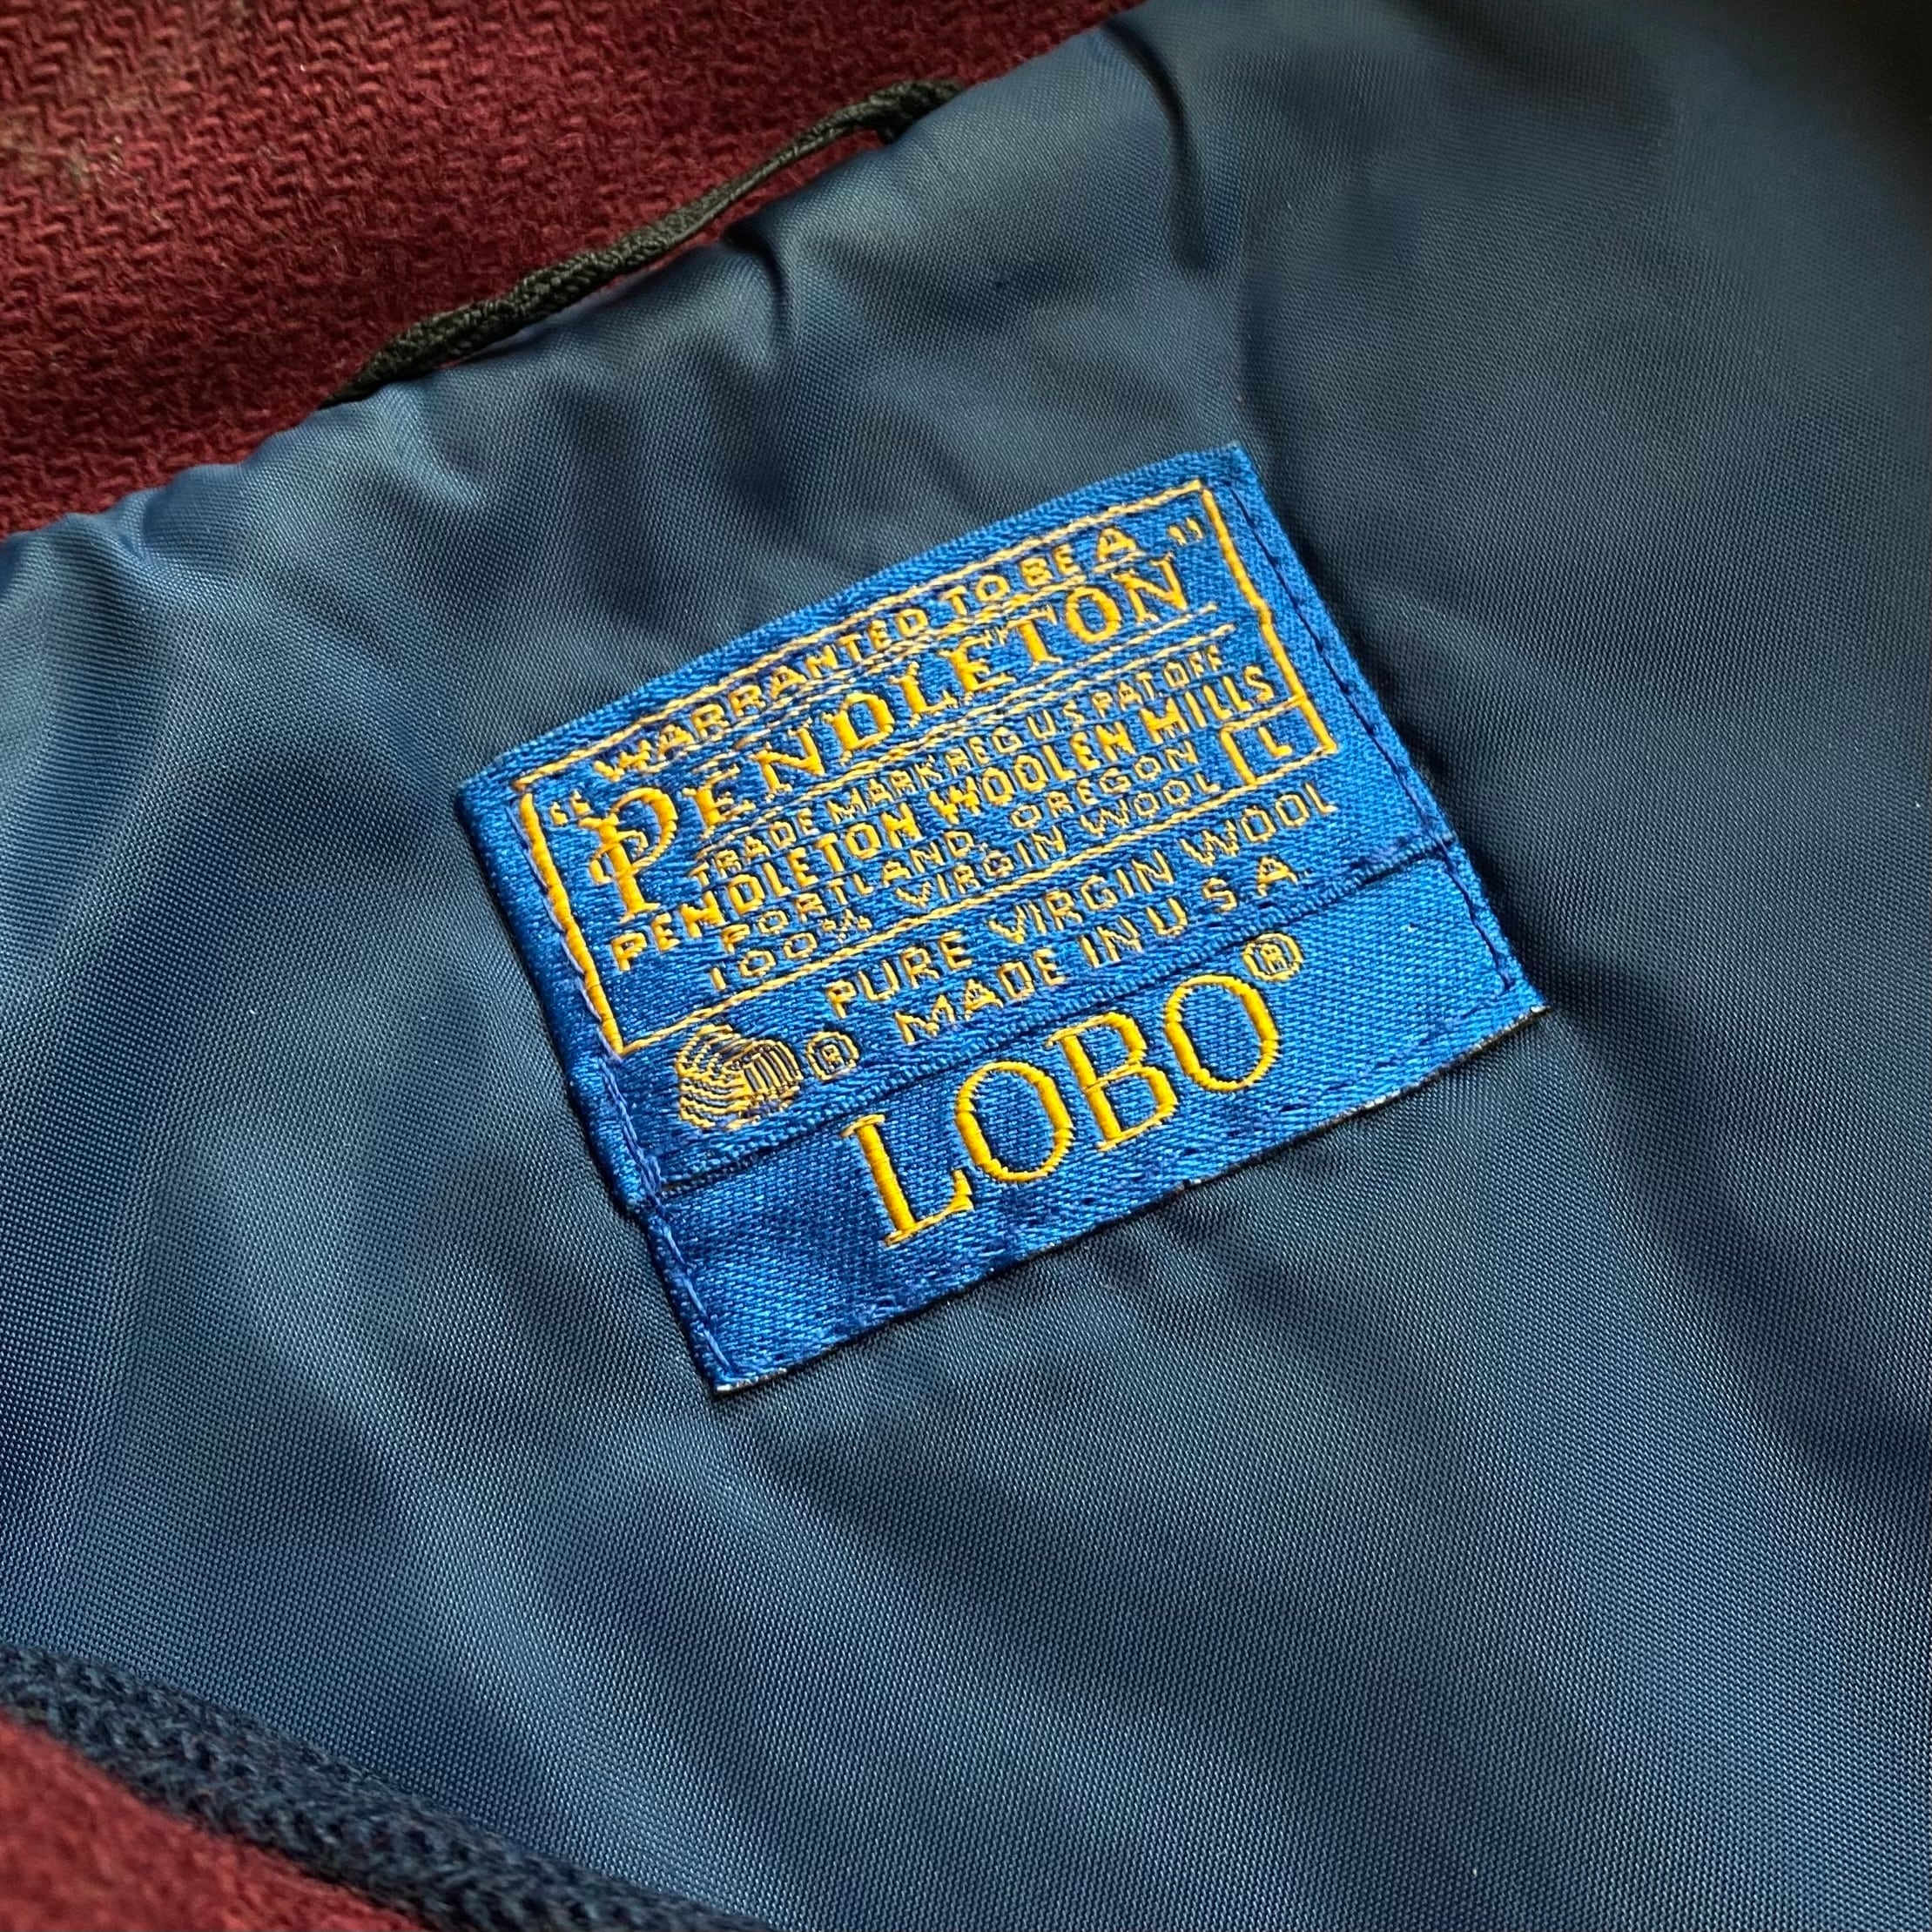 WARRANTED TO BE A
"PENDLETON"
TRADE MARK REG U S PAT OFF
PENDLETON WOOLEN MILLS
PORTLAND, OREGON
100% VIRGIN WOOL L
PURE VIRGIN WOOL
® MADE IN U S A.
LOBO®